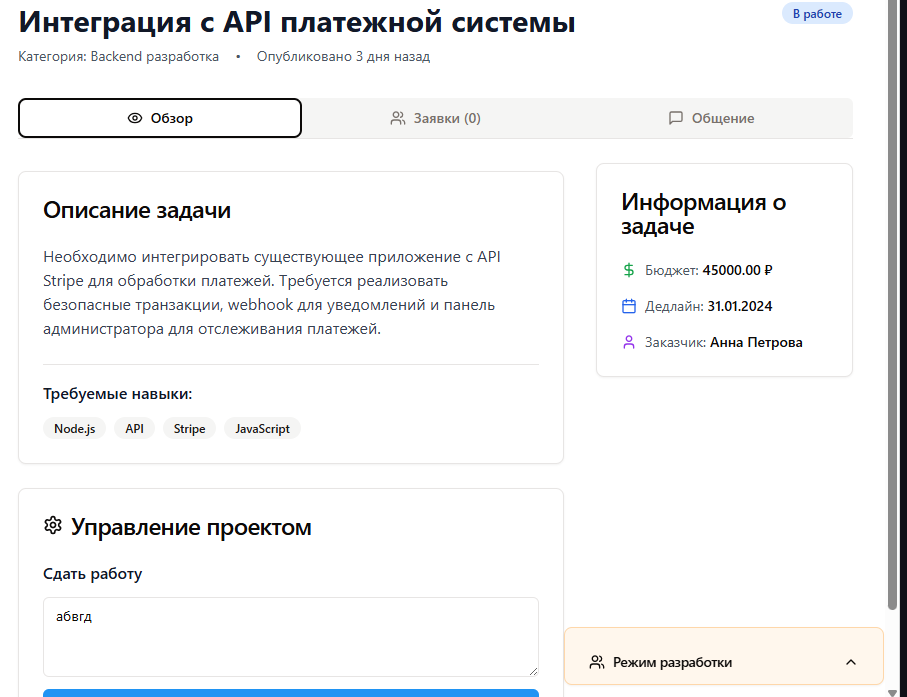 Интеграция с API платежной системы
В работе
Категория: Backend разработка • Опубликовано 3 дня назад
Обзор
Заявки (0)
Общение
Описание задачи
Необходимо интегрировать существующее приложение с API
Stripe для обработки платежей. Требуется реализовать
безопасные транзакции, webhook для уведомлений и панель
администратора для отслеживания платежей.
Требуемые навыки:
Node.js API Stripe JavaScript
Информация о
задаче
Бюджет: 45000.00 ₽
Дедлайн: 31.01.2024
Заказчик: Анна Петрова
Управление проектом
Сдать работу
абвгд
Режим разработки